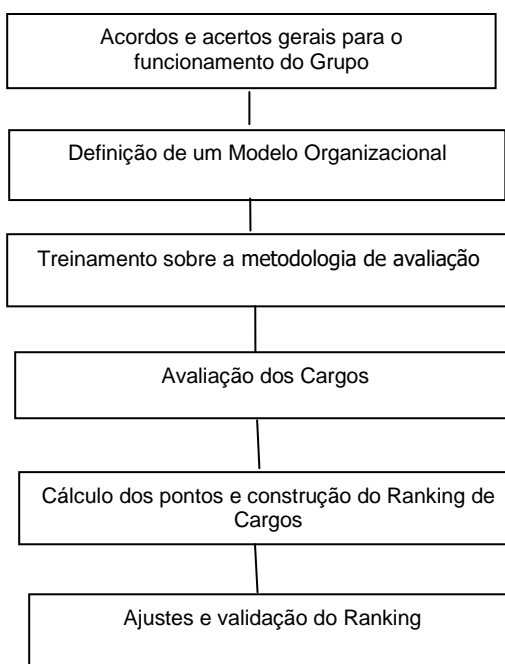 Acordos e acertos gerais para o
funcionamento do Grupo
Definição de um Modelo Organizacional
Treinamento sobre a metodologia de avaliação
Avaliação dos Cargos
Cálculo dos pontos e construção do Ranking de
Cargos
Ajustes e validação do Ranking